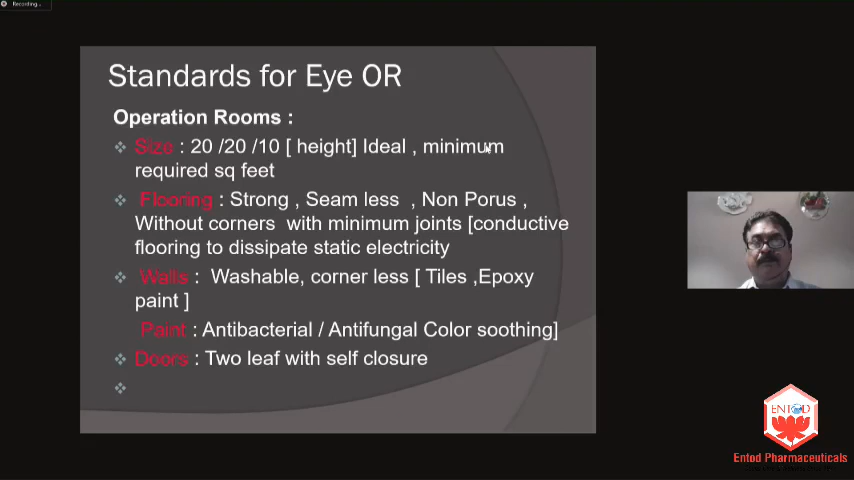 Recording...
Standards for Eye OR
Operation Rooms :
Size : 20 /20 /10 [ height] Ideal , minimum
required sq feet
Flooring : Strong , Seam less , Non Porus ,
Without corners with minimum joints [conductive
flooring to dissipate static electricity
Walls : Washable, corner less [ Tiles ,Epoxy
paint ]
Paint : Antibacterial / Antifungal Color soothing]
Doors : Two leaf with self closure
ENTOD
Entod Pharmaceuticals